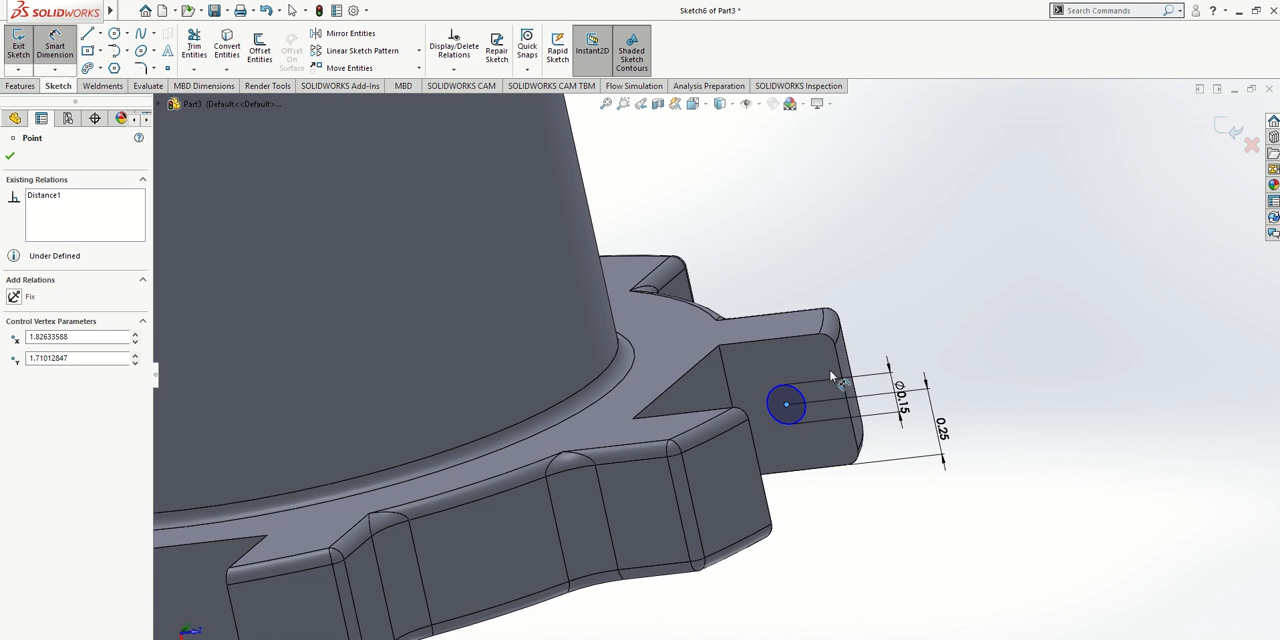 SOLIDWORKS
Sketch6 of Part3 *
Search Commands
?
Exit
Sketch
Smart
Dimension
Trim
Entities
Convert
Entities
Offset
Entities
Offset
On
Surface
Mirror Entities
Linear Sketch Pattern
Move Entities
Display/Delete
Relations
Repair
Sketch
Quick
Snaps
Rapid
Sketch
Instant2D
Shaded
Sketch
Contours
Features
Sketch
Weldments
Evaluate
MBD Dimensions
Render Tools
SOLIDWORKS Add-Ins
MBD
SOLIDWORKS CAM
SOLIDWORKS CAM TBM
Flow Simulation
Analysis Preparation
SOLIDWORKS Inspection
Part3 (Default<<Default>...
Point
Existing Relations
Distance1
Under Defined
Add Relations
Fix
Control Vertex Parameters
1.82633588
1.71012847
∅0.15
0.25